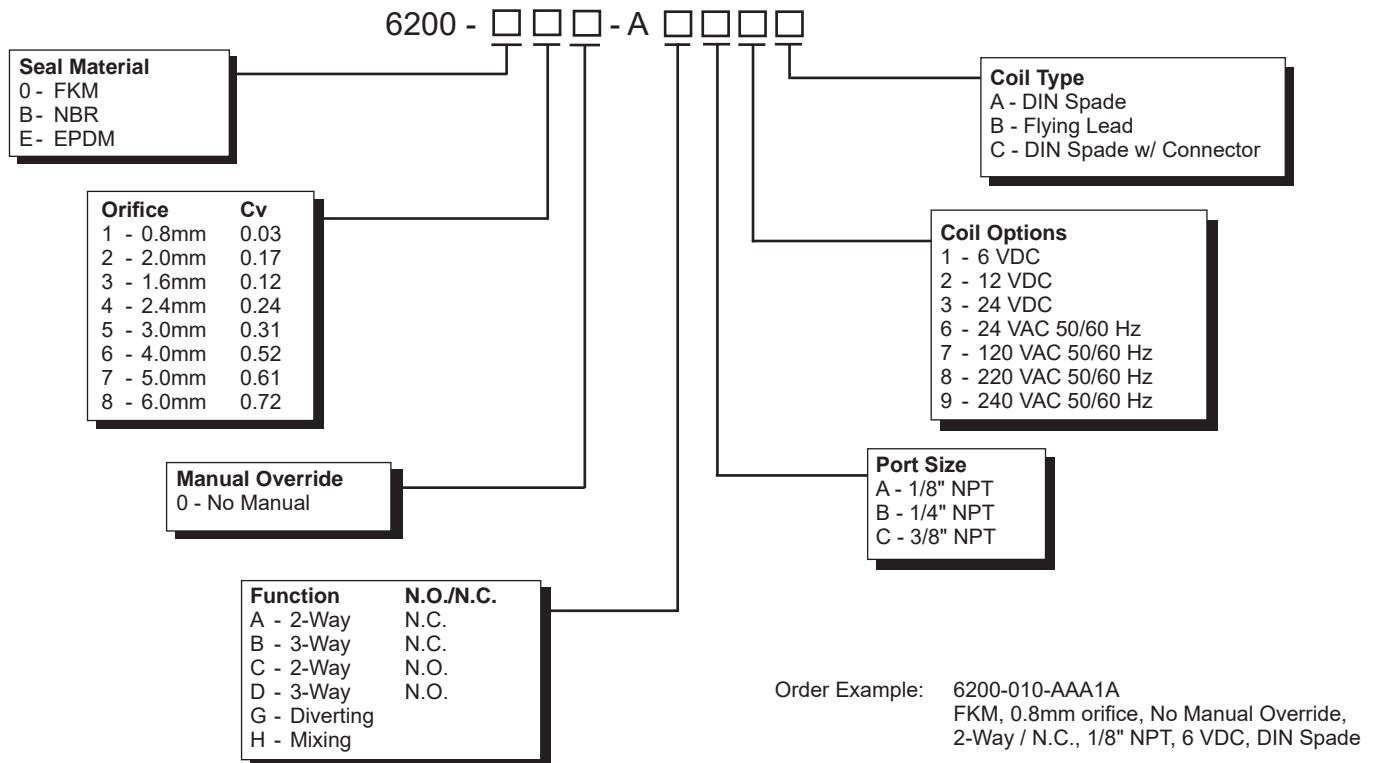 6200 - □ □ □ - A □ □ □ □
Seal Material
0 - FKM
B - NBR
E - EPDM
Coil Type
A - DIN Spade
B - Flying Lead
C - DIN Spade w/ Connector
Orifice Cv
1 - 0.8mm 0.03
2 - 2.0mm 0.17
3 - 1.6mm 0.12
4 - 2.4mm 0.24
5 - 3.0mm 0.31
6 - 4.0mm 0.52
7 - 5.0mm 0.61
8 - 6.0mm 0.72
Coil Options
1 - 6 VDC
2 - 12 VDC
3 - 24 VDC
6 - 24 VAC 50/60 Hz
7 - 120 VAC 50/60 Hz
8 - 220 VAC 50/60 Hz
9 - 240 VAC 50/60 Hz
Manual Override
0 - No Manual
Port Size
A - 1/8" NPT
B - 1/4" NPT
C - 3/8" NPT
Function N.O./N.C.
A - 2-Way N.C.
B - 3-Way N.C.
C - 2-Way N.O.
D - 3-Way N.O.
G - Diverting
H - Mixing
Order Example: 6200-010-AAA1A
FKM, 0.8mm orifice, No Manual Override,
2-Way / N.C., 1/8" NPT, 6 VDC, DIN Spade